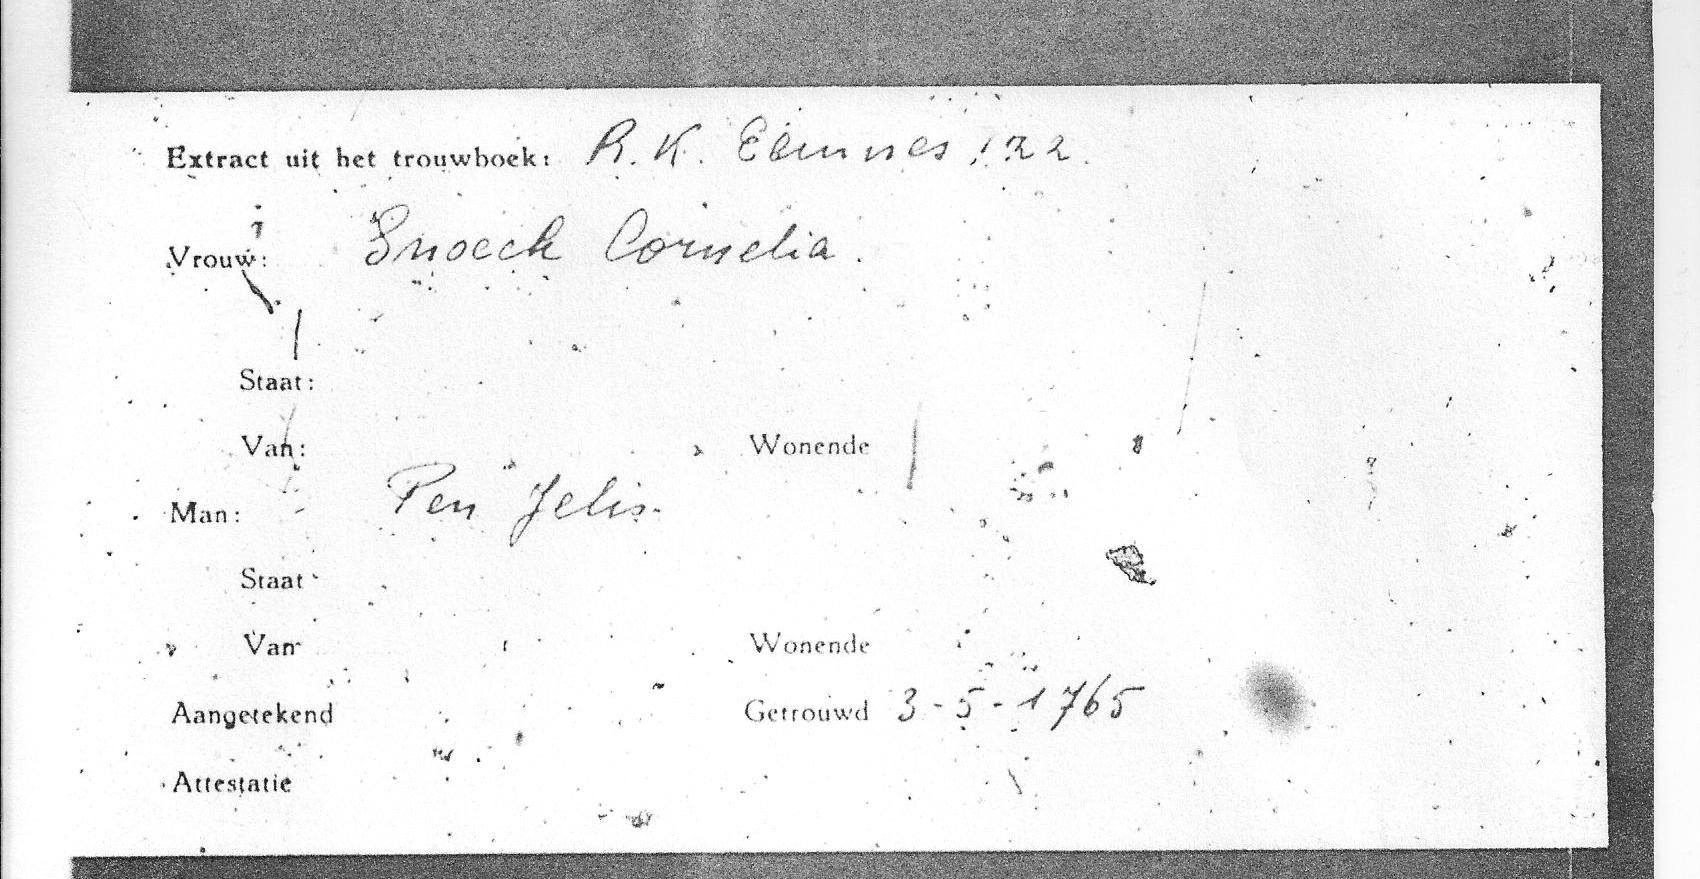 Extract uit het trouwboek: R.K. Eemnes 122.
Vrouw: Snoeck Cornelia.
Staat:
Van: Wonende
Man: Pen Jelis.
Staat
Van Wonende
Aangetekend Getrouwd 3-5-1765
Attestatie